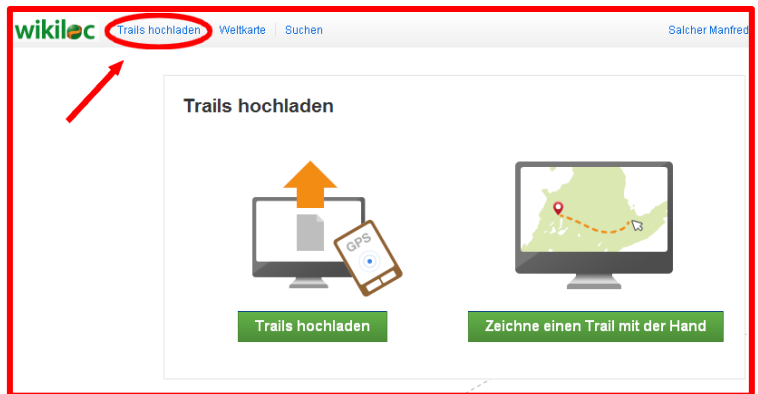 wikiloc Trails hochladen Weltkarte Suchen Salcher Manfred
Trails hochladen
GPS
Trails hochladen Zeichne einen Trail mit der Hand